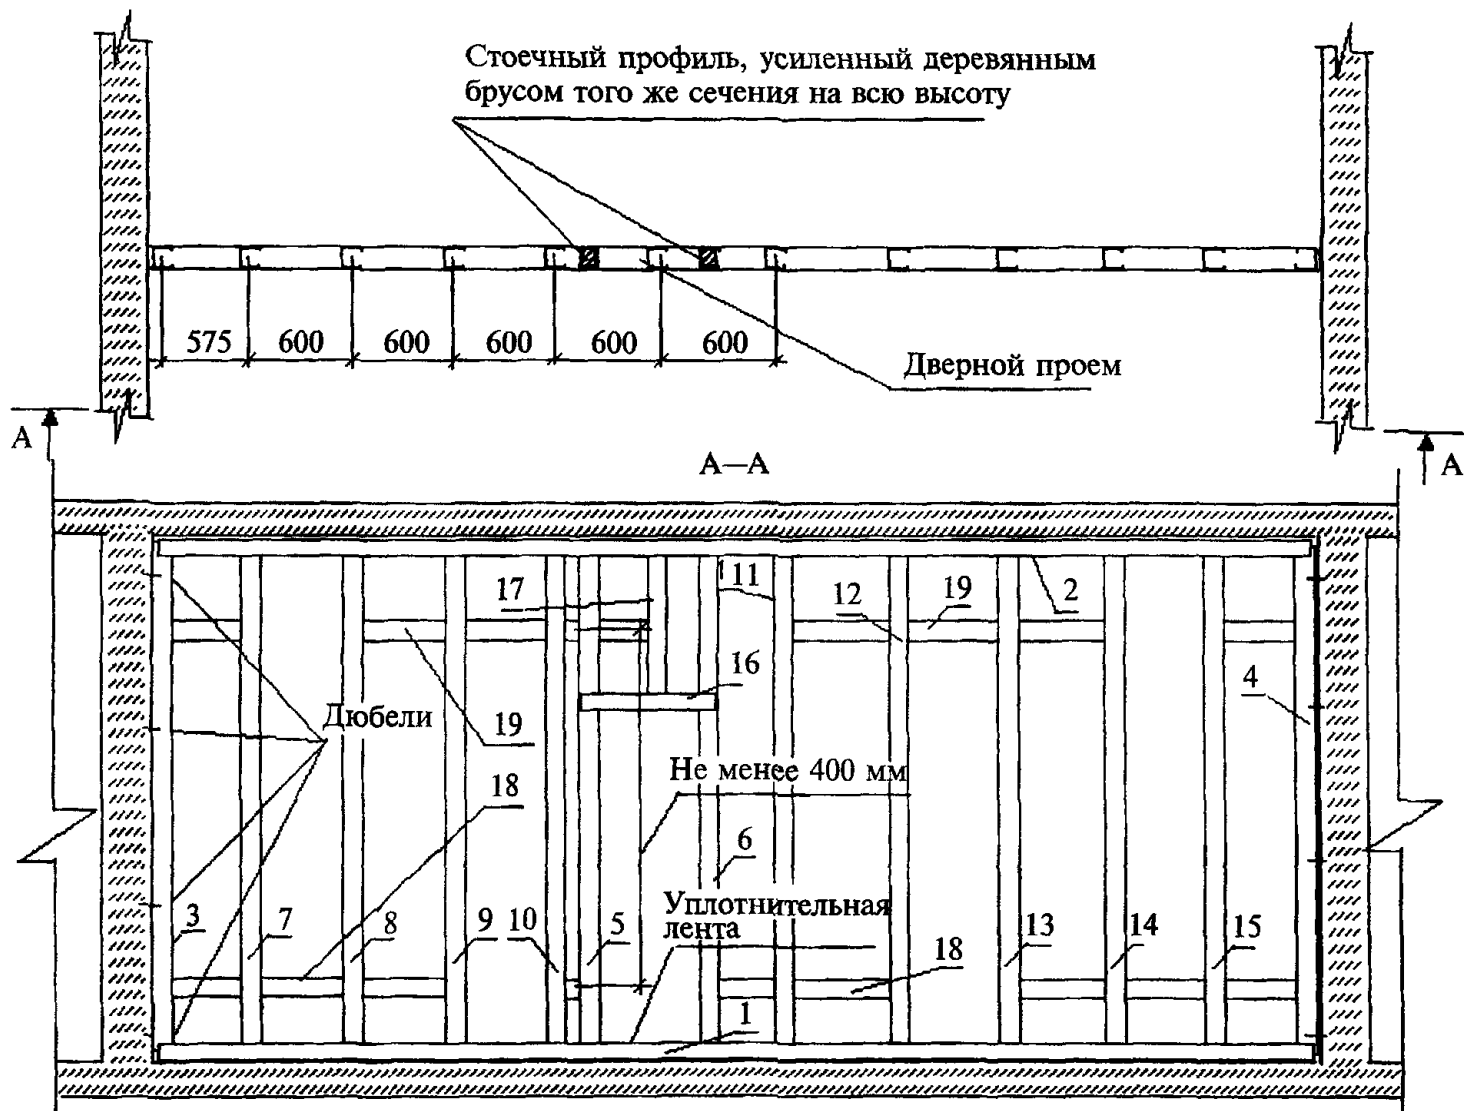 Стоечный профиль, усиленный деревянным
брусом того же сечения на всю высоту
575 600 600 600 600 600
Дверной проем
А А
А—А
17 11 12 19 2
16 4
Дюбели 19
Не менее 400 мм
18
6
Уплотнительная
лента
3 7 8 9 10 5 13 14 15
18
1